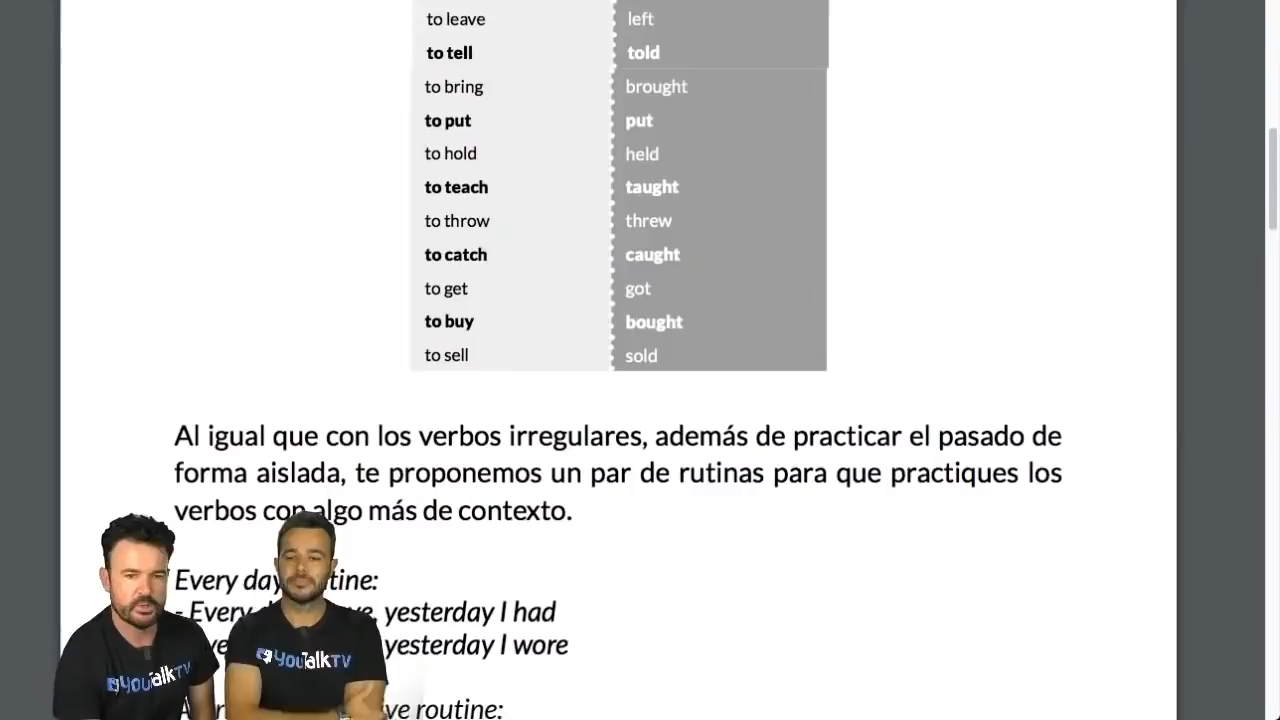 to leave left
to tell told
to bring brought
to put put
to hold held
to teach taught
to throw threw
to catch caught
to get got
to buy bought
to sell sold
Al igual que con los verbos irregulares, además de practicar el pasado de
forma aislada, te proponemos un par de rutinas para que practiques los
verbos con algo más de contexto.
Every day routine:
- Every yesterday I had
yesterday I wore
routine:
YouTalkTV
YouTalkTV